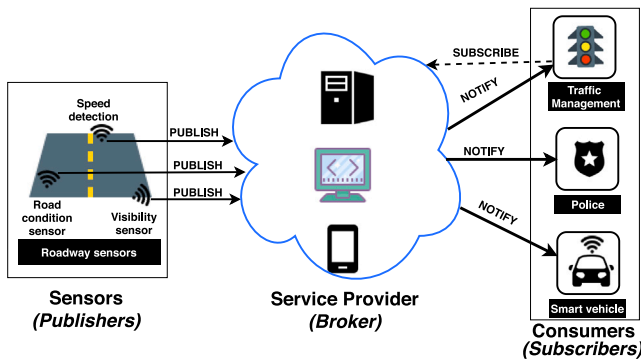 Speed
detection
PUBLISH
PUBLISH
PUBLISH
Road
condition
sensor
Visibility
sensor
Roadway sensors
Sensors
(Publishers)
Service Provider
(Broker)
SUBSCRIBE
NOTIFY
NOTIFY
NOTIFY
Traffic
Management
Police
Smart vehicle
Consumers
(Subscribers)